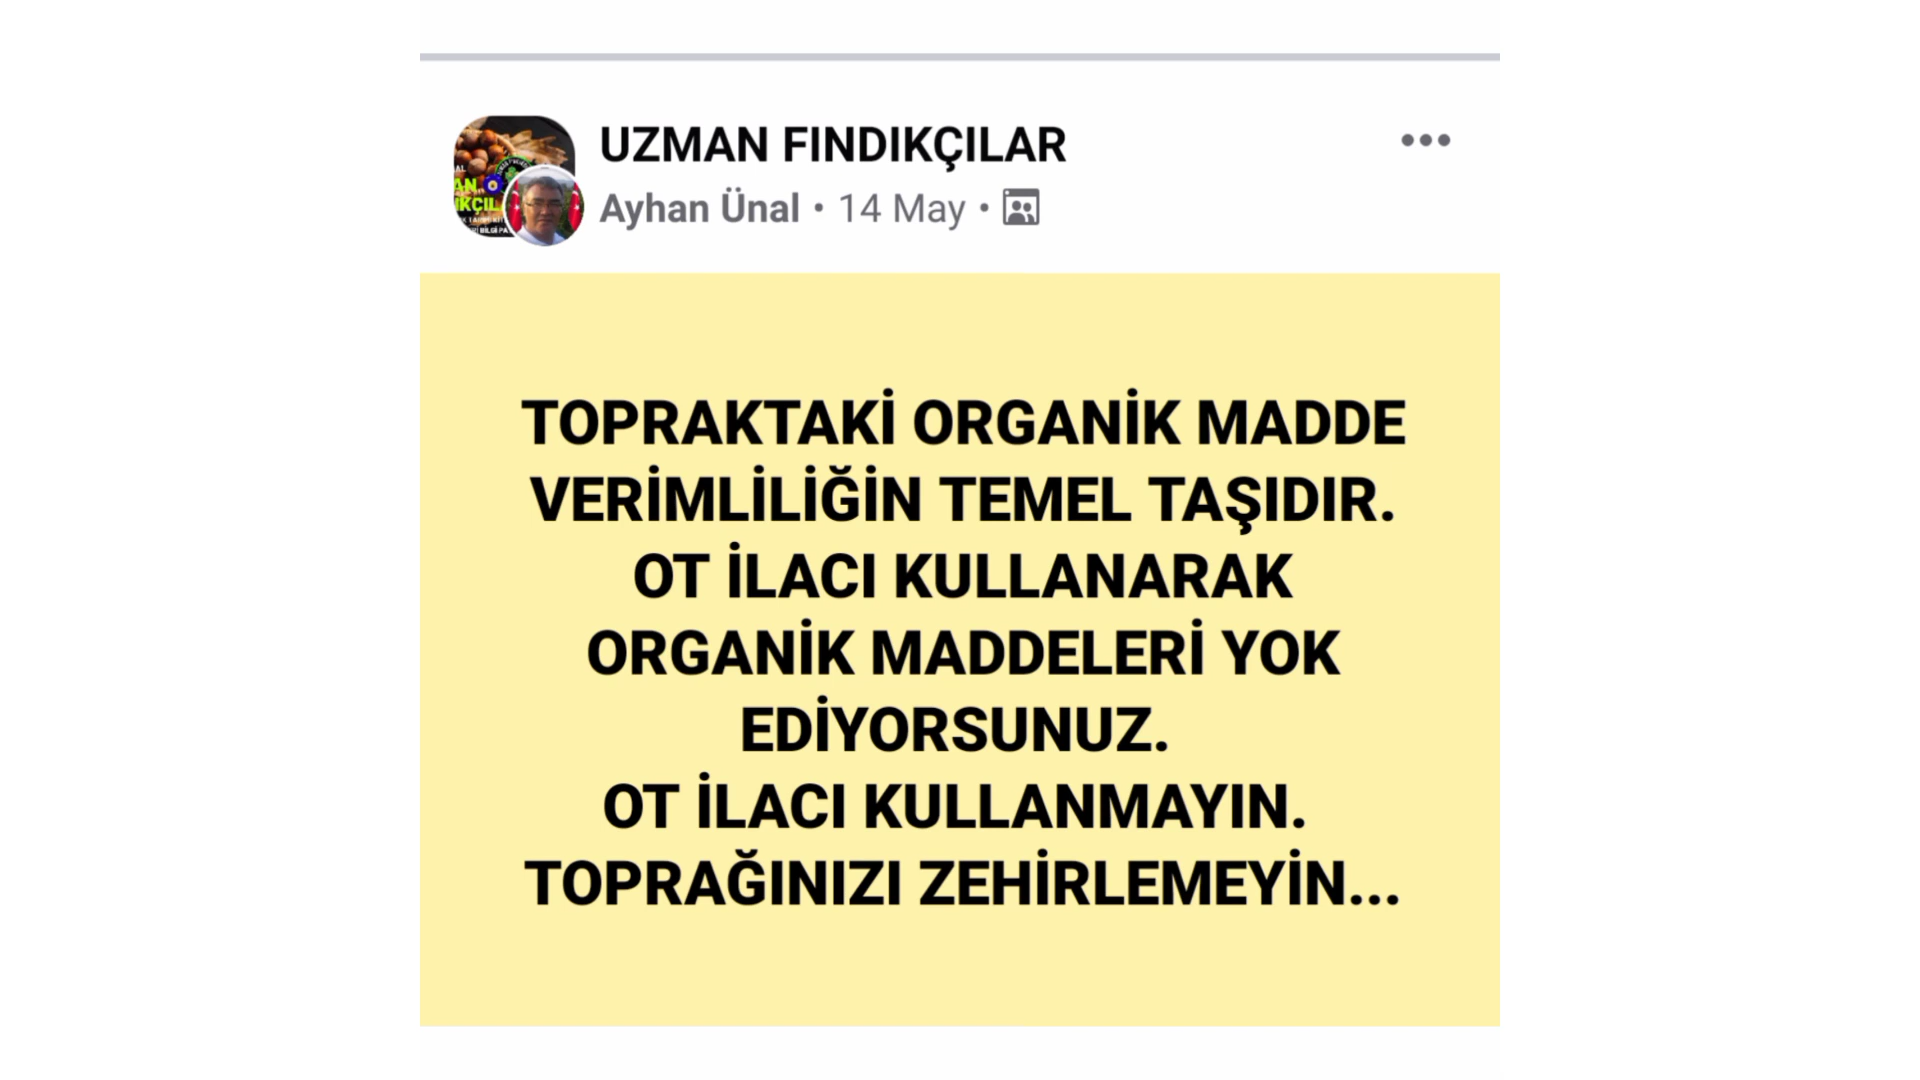 UZMAN FINDIKÇILAR
Ayhan Ünal • 14 May •
TOPRAKTAKİ ORGANİK MADDE
VERİMLİLİĞİN TEMEL TAŞIDIR.
OT İLACI KULLANARAK
ORGANİK MADDELERİ YOK
EDİYORSUNUZ.
OT İLACI KULLANMAYIN.
TOPRAĞINIZI ZEHİRLEMEYİN...